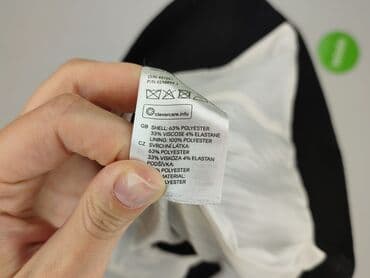 clevercare.info
GB SHELL: 63% POLYESTER
33% VISCOSE 4% ELASTANE
LINING: 100% POLYESTER
CZ SVRCHNÍ LÁTKA:
63% POLYESTER
33% VISKÓZA 4% ELASTAN
PODŠÍVKA:
POLYESTER
MATERIAL:
POLYESTER